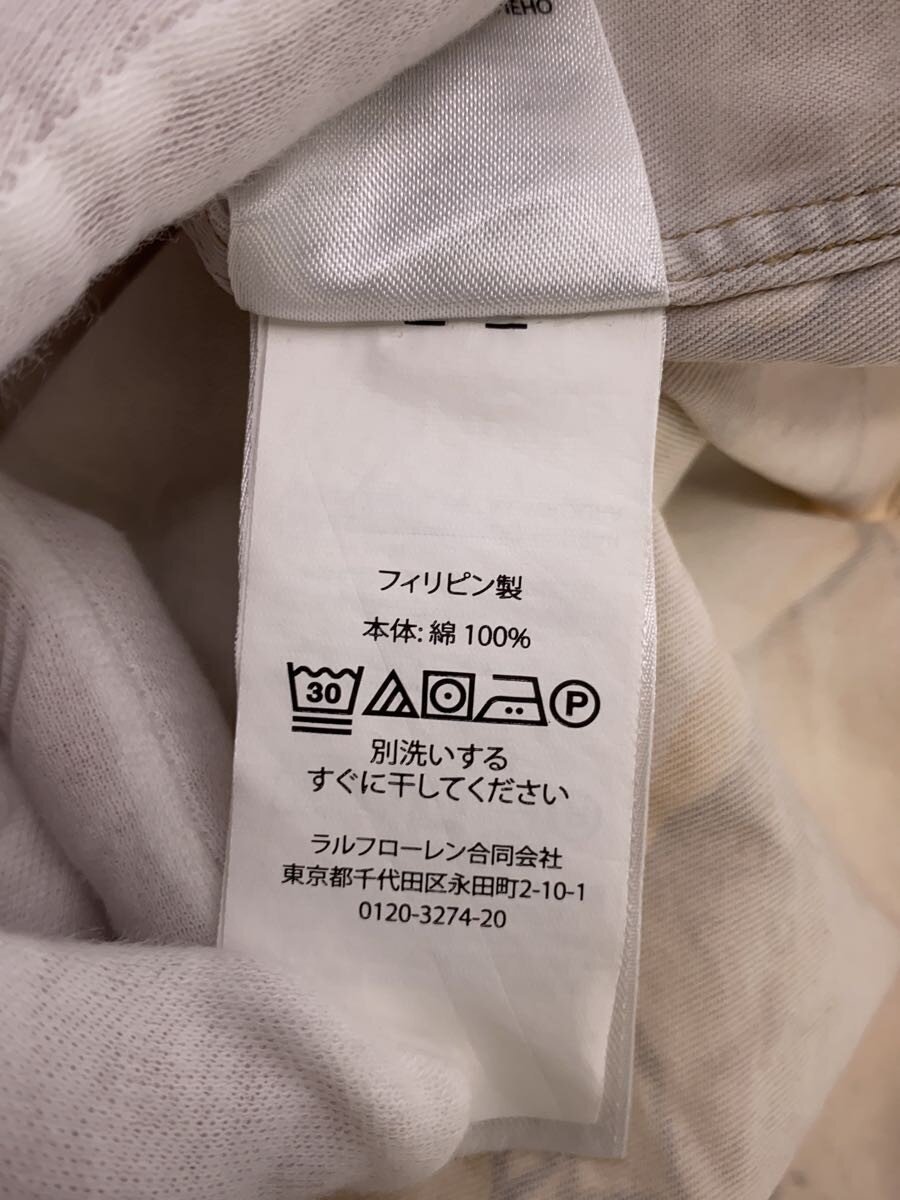 フィリピン製
本体: 綿 100%
30
P
別洗いする
すぐに干してください
ラルフローレン合同会社
東京都千代田区永田町2-10-1
0120-3274-20